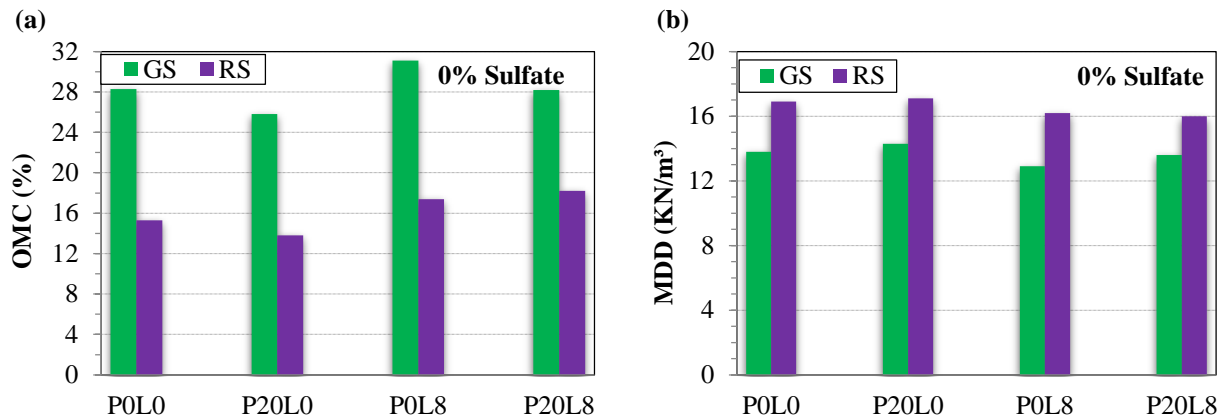 (a)
OMC (%)
32
28
24
20
16
12
8
4
0
GS RS
0% Sulfate
P0L0 P20L0 P0L8 P20L8
(b)
MDD (KN/m³)
20
16
12
8
4
0
GS RS
0% Sulfate
P0L0 P20L0 P0L8 P20L8